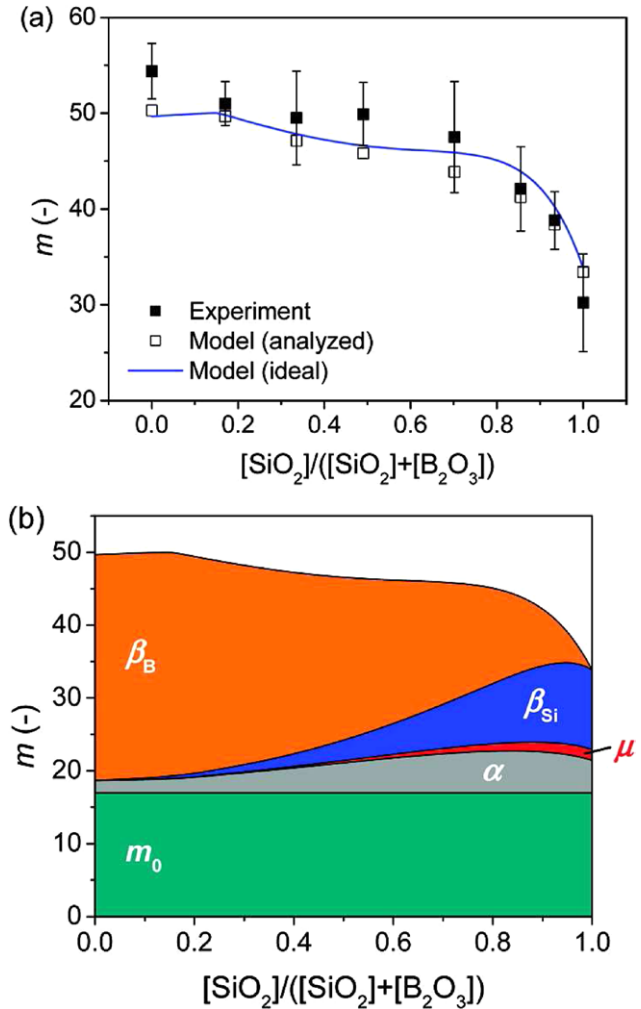 (a)
60
50
40
30
20
m (-)
■ Experiment
□ Model (analyzed)
Model (ideal)
0.0 0.2 0.4 0.6 0.8 1.0
[SiO₂]/([SiO₂]+[B₂O₃])
(b)
50
40
30
20
10
0
m (-)
β_B
β_Si
μ
α
m₀
0.0 0.2 0.4 0.6 0.8 1.0
[SiO₂]/([SiO₂]+[B₂O₃])